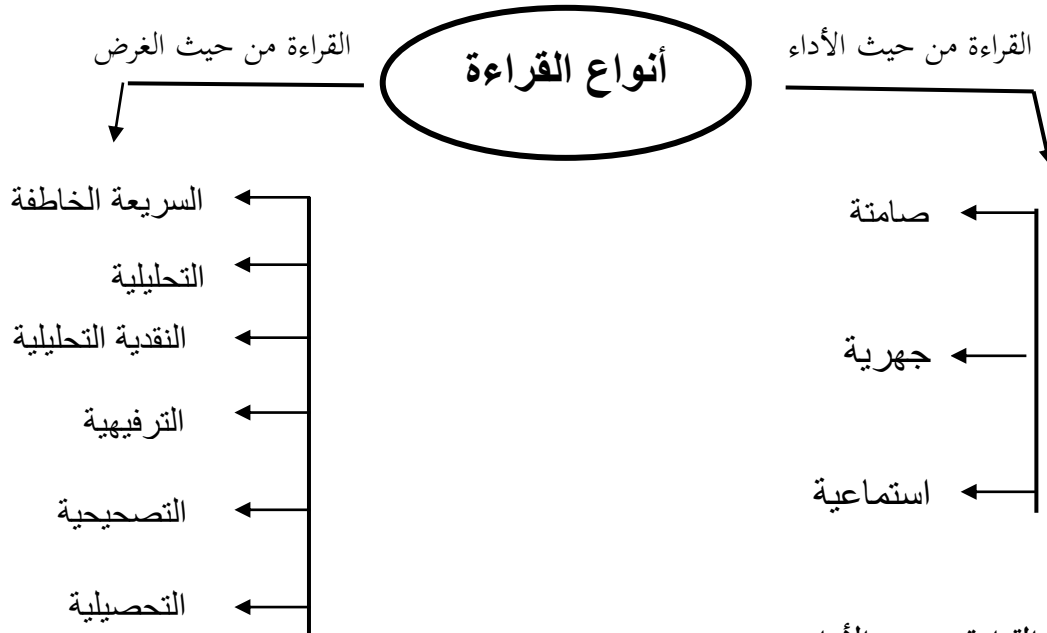 أنواع القراءة
القراءة من حيث الأداء
صامتة
جهرية
استماعية
القراءة من حيث الغرض
السريعة الخاطفة
التحليلية
النقدية التحليلية
الترفيهية
التصحيحية
التحصيلية